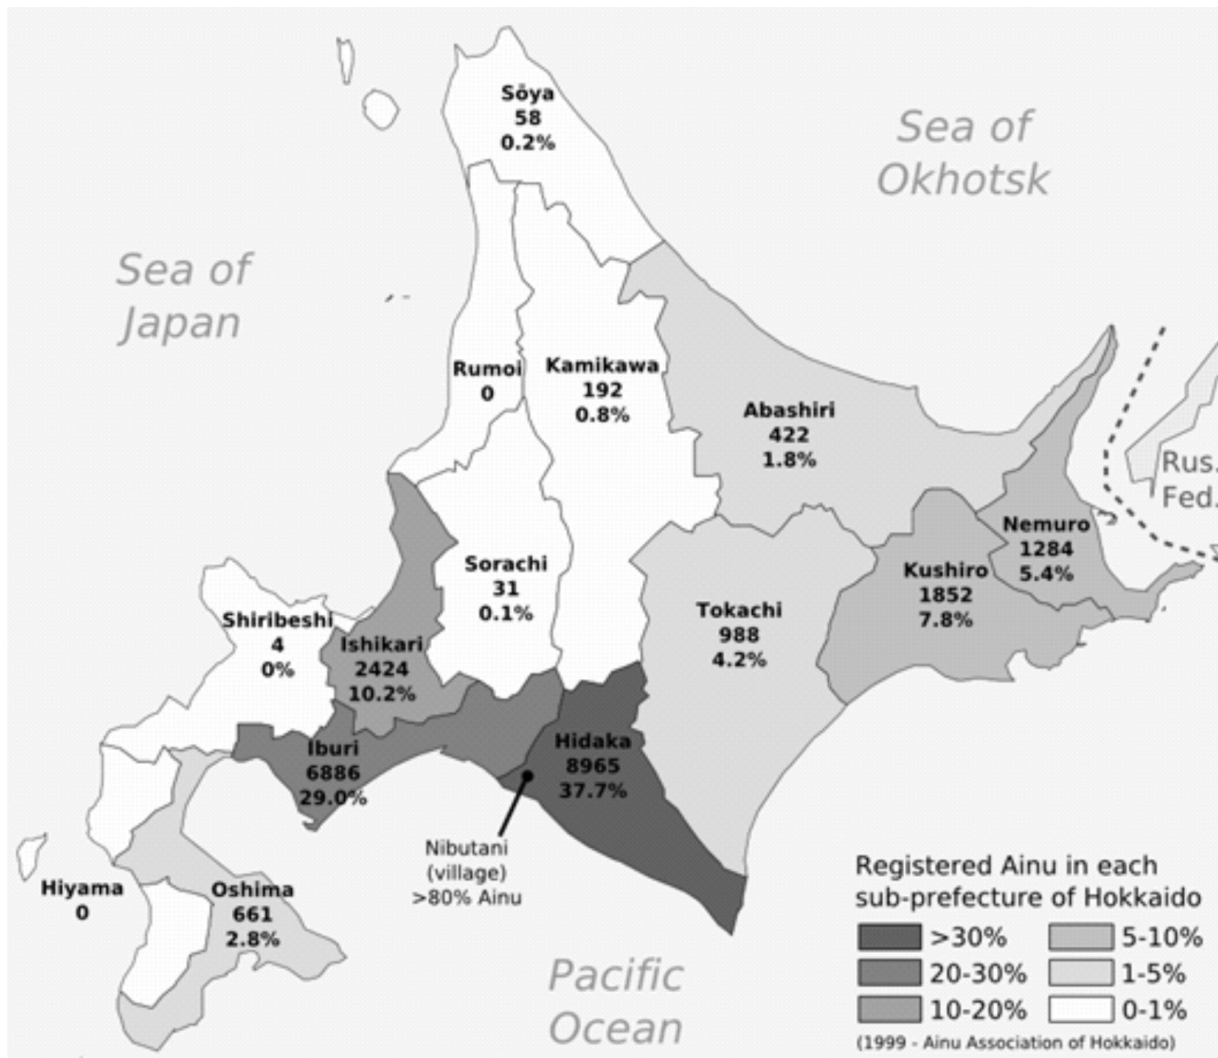 Sōya
58
0.2%
Sea of
Okhotsk
Sea of
Japan
Rumoi
0
Kamikawa
192
0.8%
Abashiri
422
1.8%
Rus.
Fed.
Nemuro
1284
5.4%
Kushiro
1852
7.8%
Sorachi
31
0.1%
Tokachi
988
4.2%
Shiribeshi
4
0%
Ishikari
2424
10.2%
Iburi
6886
29.0%
Hidaka
8965
37.7%
Nibutani
(village)
>80% Ainu
Hiyama
0
Oshima
661
2.8%
Pacific
Ocean
Registered Ainu in each
sub-prefecture of Hokkaido
>30%
5-10%
20-30%
1-5%
10-20%
0-1%
(1999 - Ainu Association of Hokkaido)